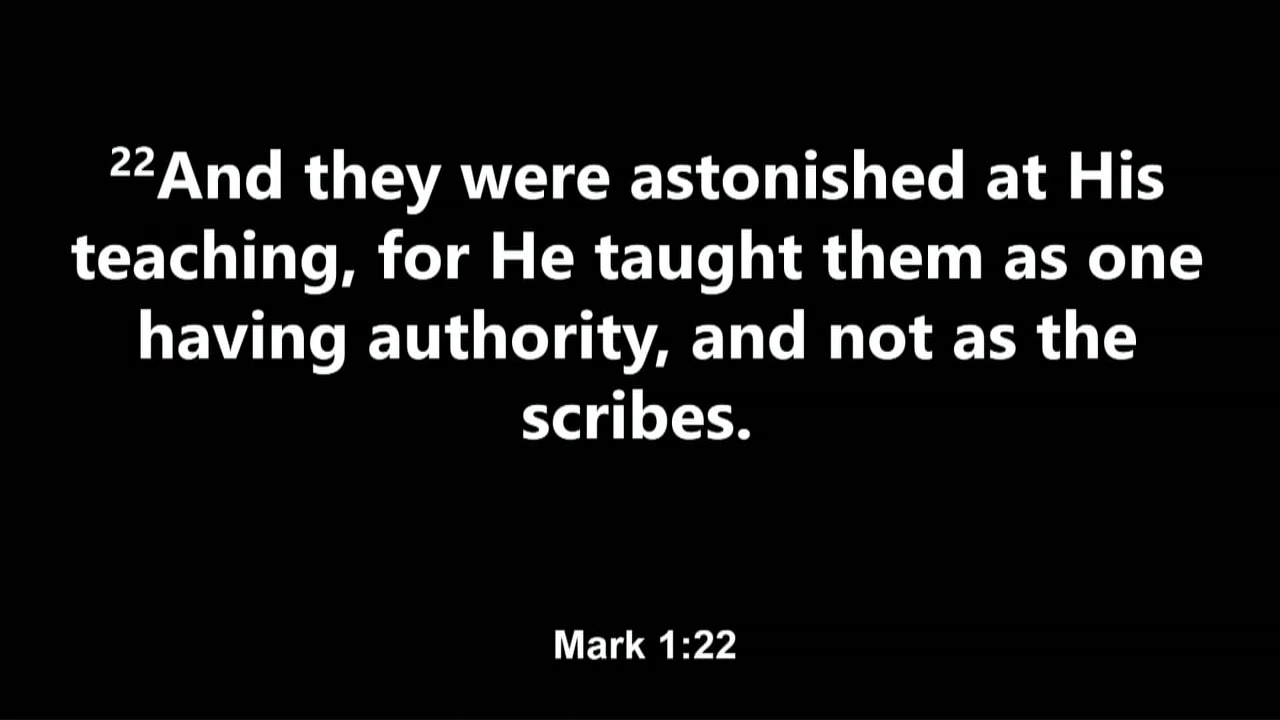 ²²And they were astonished at His
teaching, for He taught them as one
having authority, and not as the
scribes.
Mark 1:22